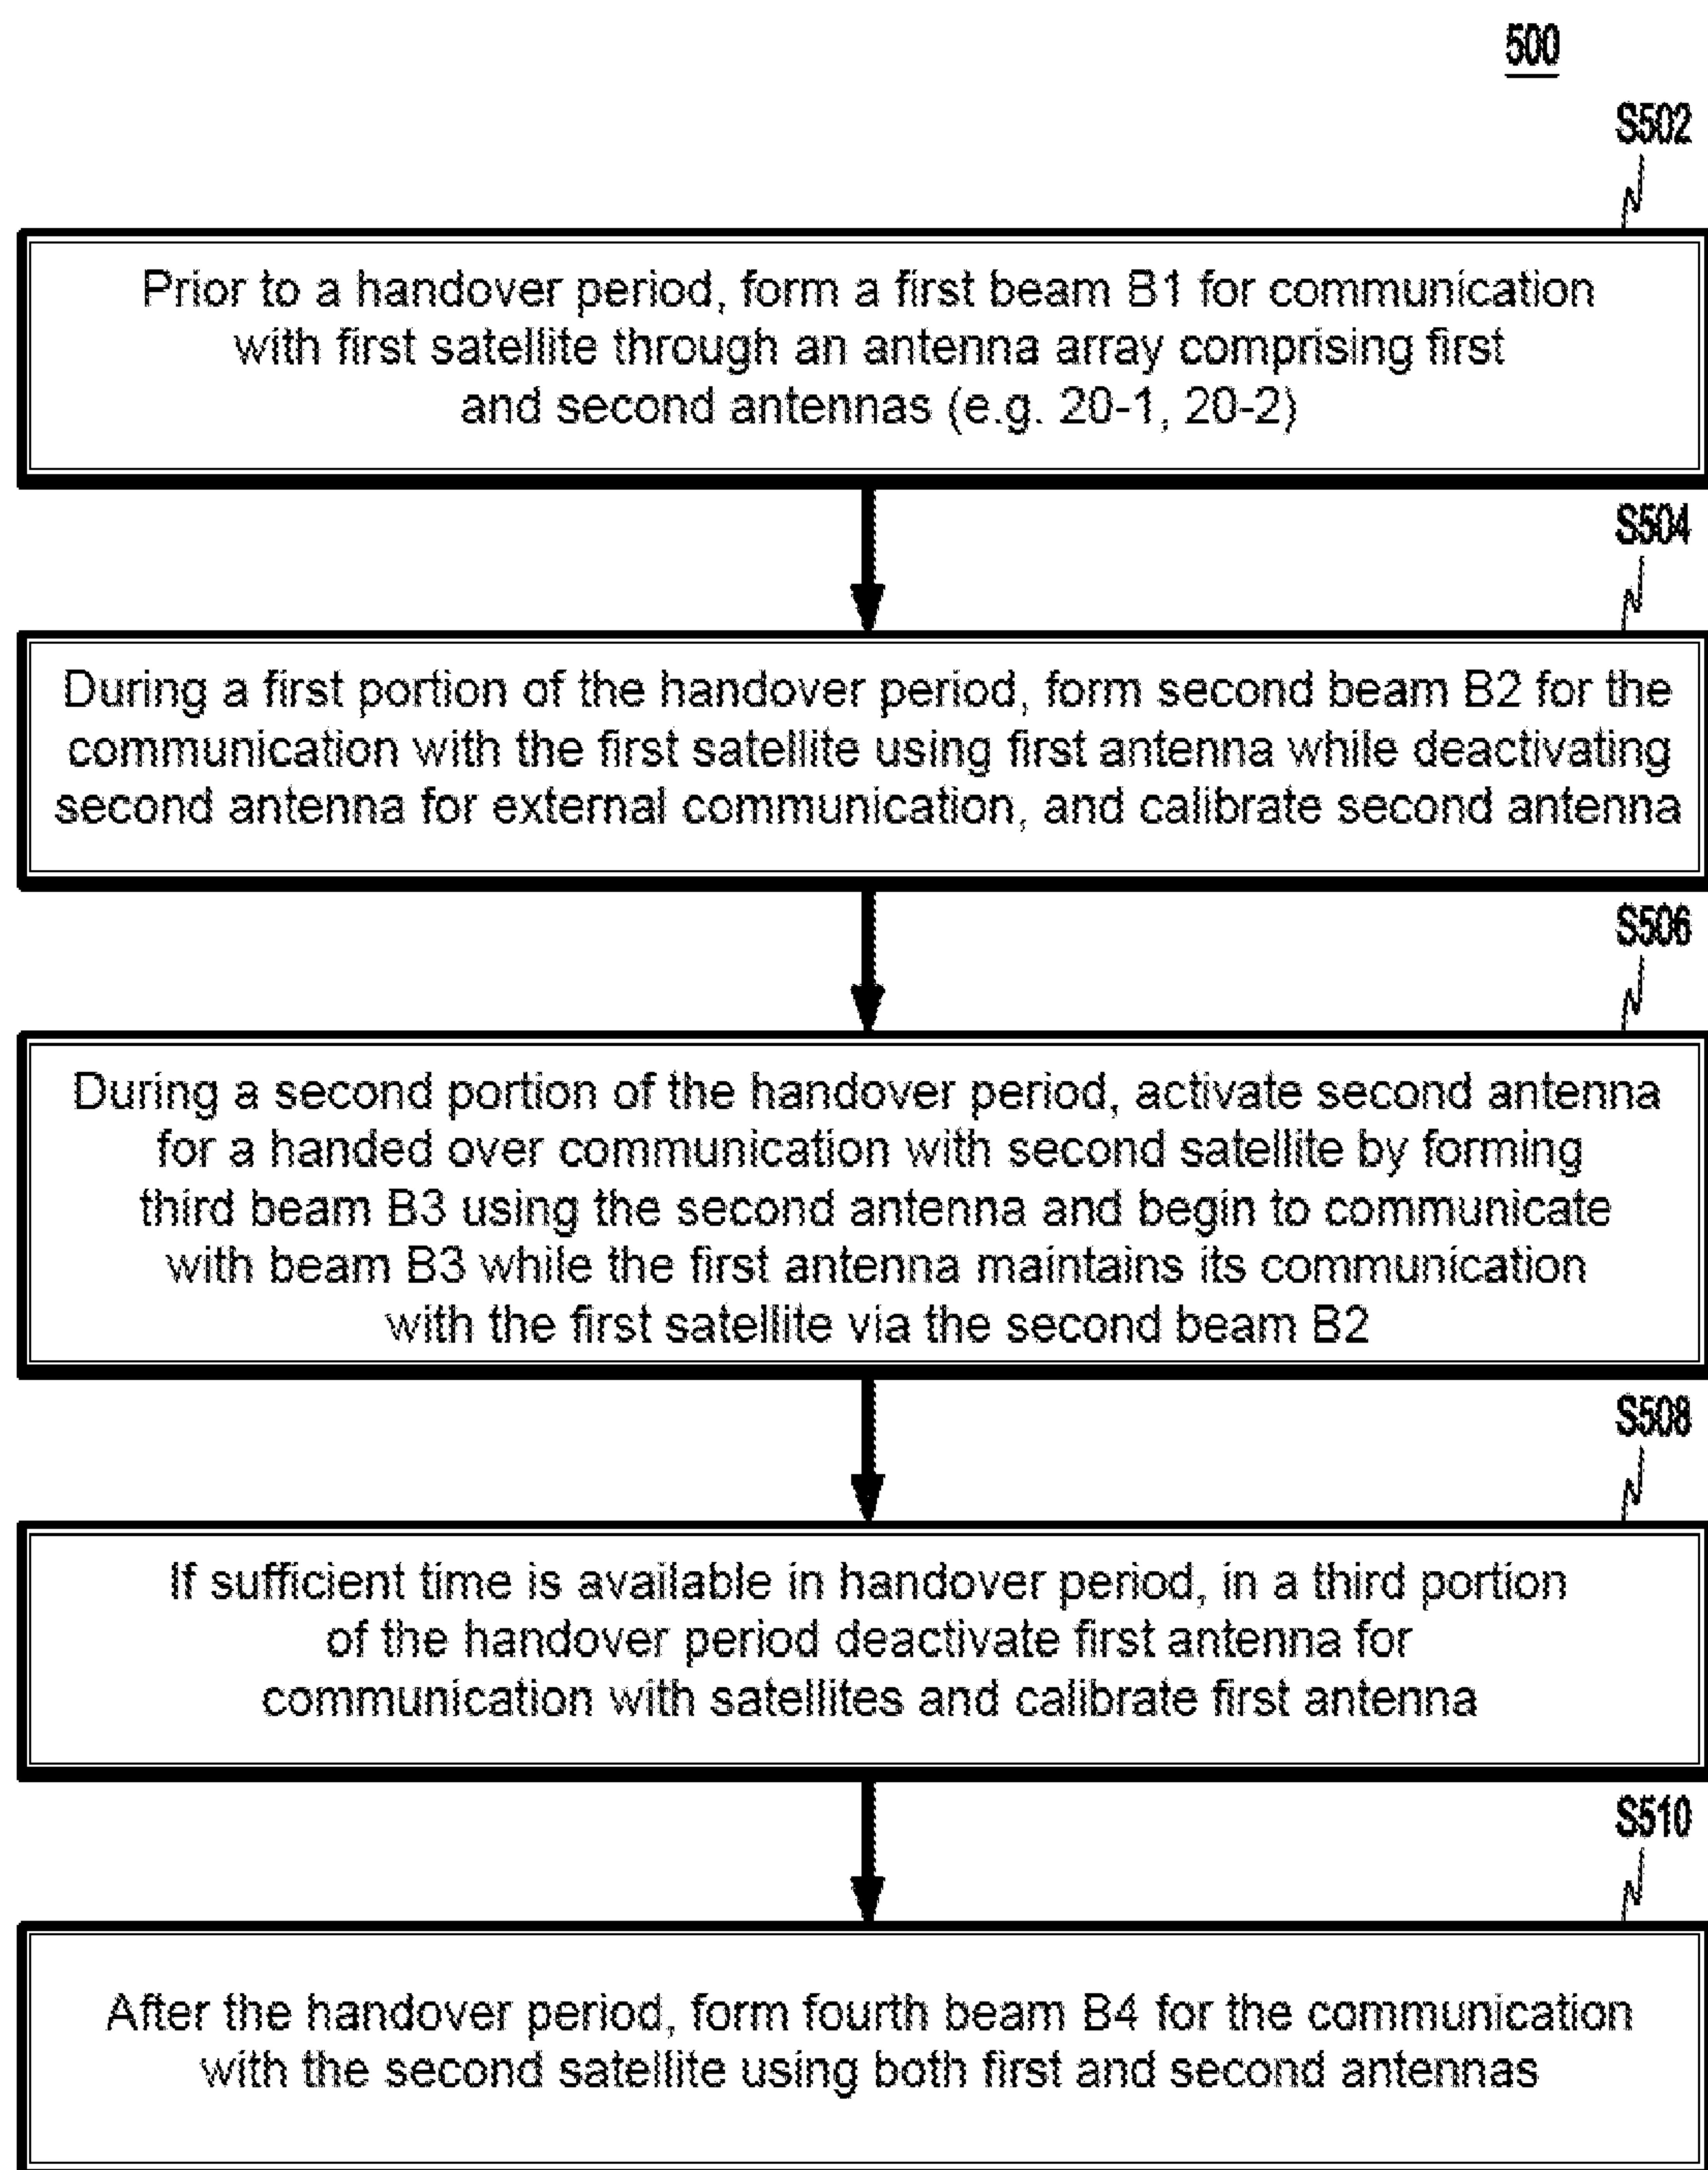 500
S502
Prior to a handover period, form a first beam B1 for communication
with first satellite through an antenna array comprising first
and second antennas (e.g. 20-1, 20-2)
S504
During a first portion of the handover period, form second beam B2 for the
communication with the first satellite using first antenna while deactivating
second antenna for external communication, and calibrate second antenna
S506
During a second portion of the handover period, activate second antenna
for a handed over communication with second satellite by forming
third beam B3 using the second antenna and begin to communicate
with beam B3 while the first antenna maintains its communication
with the first satellite via the second beam B2
S508
If sufficient time is available in handover period, in a third portion
of the handover period deactivate first antenna for
communication with satellites and calibrate first antenna
S510
After the handover period, form fourth beam B4 for the communication
with the second satellite using both first and second antennas